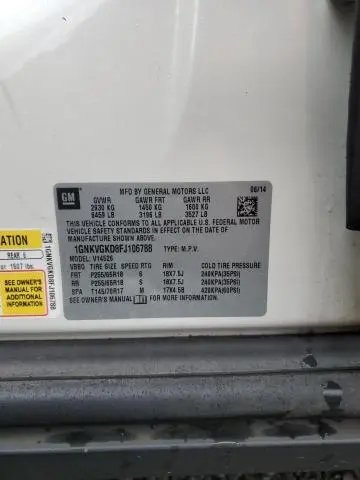 GM
MFD BY GENERAL MOTORS LLC
06/14
GVWR GAWR FRT GAWR RR
2930 KG 1450 KG 1600 KG
6459 LB 3196 LB 3527 LB
THIS VEHICLE CONFORMS TO ALL APPLICABLE U.S. FEDERAL
MOTOR VEHICLE SAFETY STANDARDS IN EFFECT ON THE DATE OF
MANUFACTURE SHOWN ABOVE.
1GNKVGKD8FJ106788 TYPE: M.P.V.
MODEL: V14526
VBBG TIRE SIZE SPEED RTG RIM COLD TIRE PRESSURE
FRT P255/65R18 S 18X7.5J 240KPA(35PSI)
RR P255/65R18 S 18X7.5J 240KPA(35PSI)
SPA T145/70R17 M 17X4.5B 420KPA(60PSI)
SEE OWNER'S MANUAL FOR ADDITIONAL INFORMATION
REAR
SEE OWNER'S
MANUAL FOR
ADDITIONAL
INFORMATION
1GNKVGKD8FJ106788